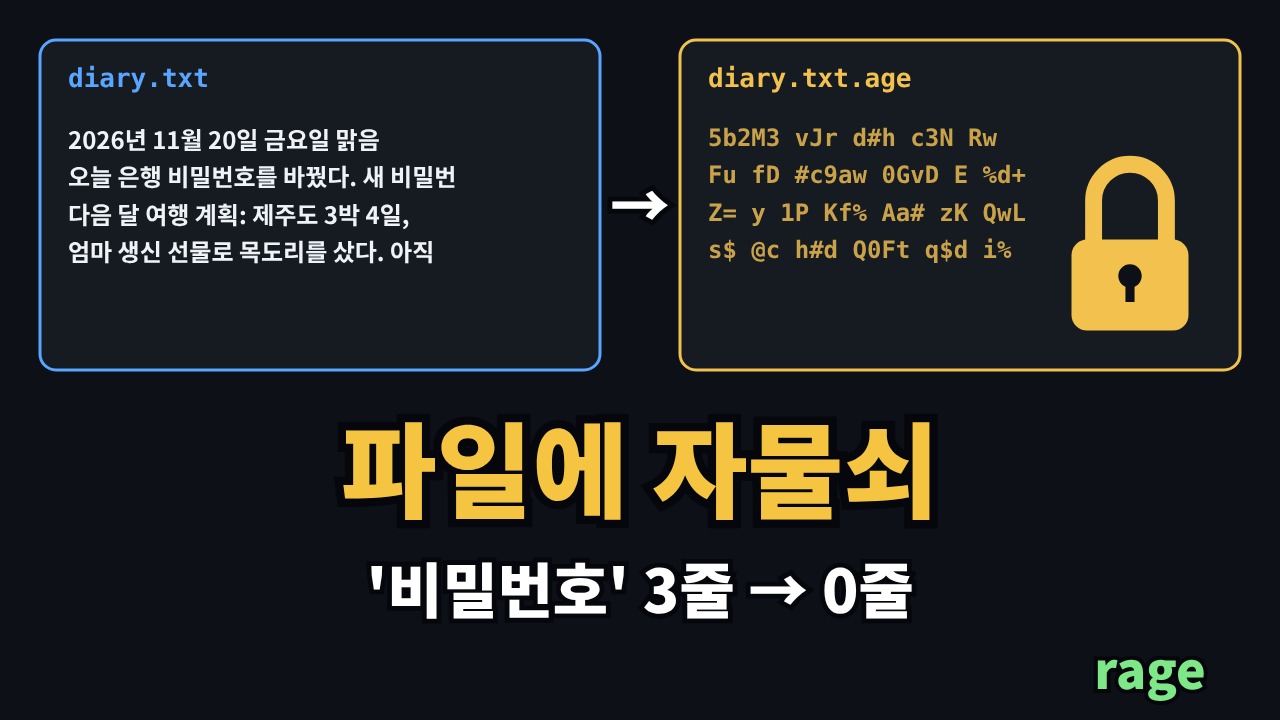 diary.txt
2026년 11월 20일 금요일 맑음
오늘 은행 비밀번호를 바꿨다. 새 비밀번
다음 달 여행 계획: 제주도 3박 4일,
엄마 생신 선물로 목도리를 샀다. 아직
→
diary.txt.age
5b2M3 vJr d#h c3N Rw
Fu fD #c9aw 0GvD E %d+
Z= y 1P Kf% Aa# zK QwL
s$ @c h#d Q0Ft q$d i%
파일에 자물쇠
'비밀번호' 3줄 → 0줄
rage